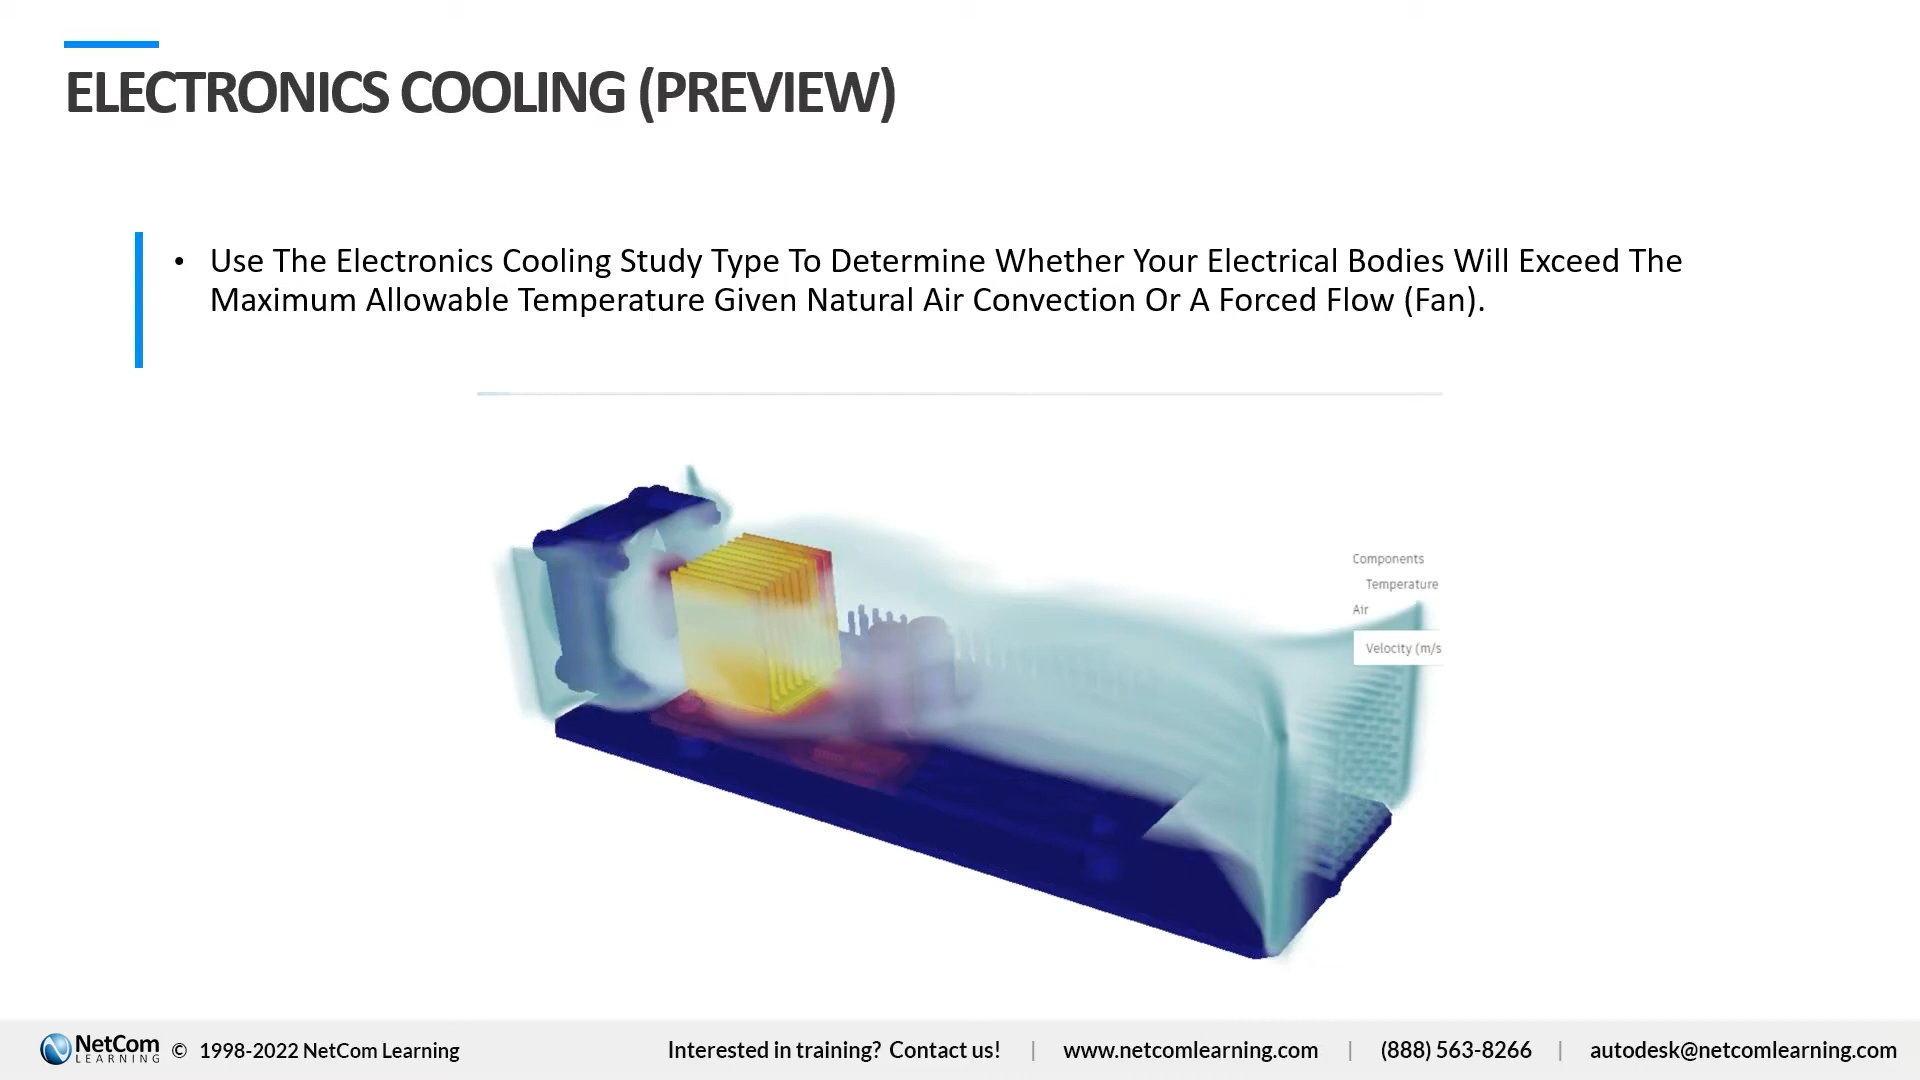 ELECTRONICS COOLING (PREVIEW)
• Use The Electronics Cooling Study Type To Determine Whether Your Electrical Bodies Will Exceed The
Maximum Allowable Temperature Given Natural Air Convection Or A Forced Flow (Fan).
Components
Temperature
Air
Velocity (m/s
NetCom
LEARNING
© 1998-2022 NetCom Learning
Interested in training? Contact us! | www.netcomlearning.com | (888) 563-8266 | autodesk@netcomlearning.com